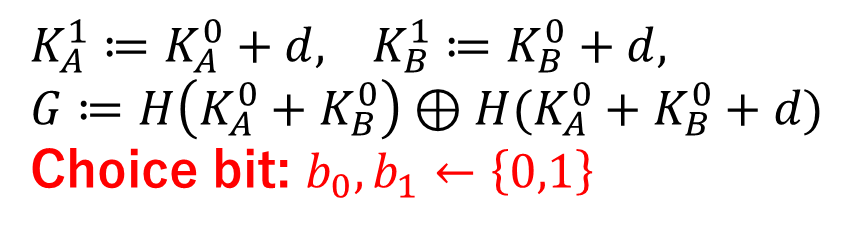 K_A^1 ≔ K_A^0 + d, K_B^1 ≔ K_B^0 + d,
G ≔ H(K_A^0 + K_B^0) ⊕ H(K_A^0 + K_B^0 + d)
Choice bit: b_0, b_1 ← {0,1}